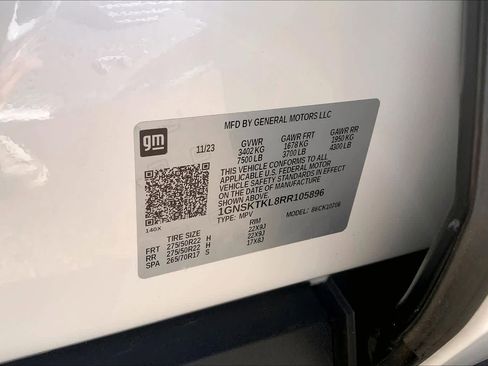 MFD BY GENERAL MOTORS LLC
gm
11/23
GVWR GAWR FRT GAWR RR
3402 KG 1678 KG 1950 KG
7500 LB 3700 LB 4300 LB
THIS VEHICLE CONFORMS TO ALL
APPLICABLE U.S. FEDERAL MOTOR
VEHICLE SAFETY STANDARDS IN EFFECT
ON THE DATE OF MANUFACTURE
SHOWN ABOVE.
1GNSKTKL8RR105896
TYPE: MPV MODEL:
140X
TIRE SIZE RIM
FRT 275/50R22 H 22X9J
RR 275/50R22 H 22X9J
SPA 265/70R17 S 17X8J